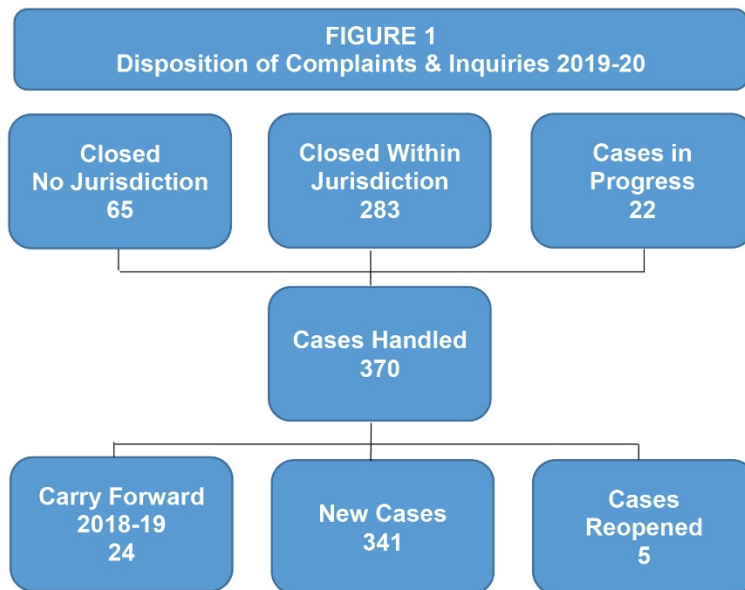 FIGURE 1
Disposition of Complaints & Inquiries 2019-20
Closed
No Jurisdiction
65
Closed Within
Jurisdiction
283
Cases in
Progress
22
Cases Handled
370
Carry Forward
2018-19
24
New Cases
341
Cases
Reopened
5